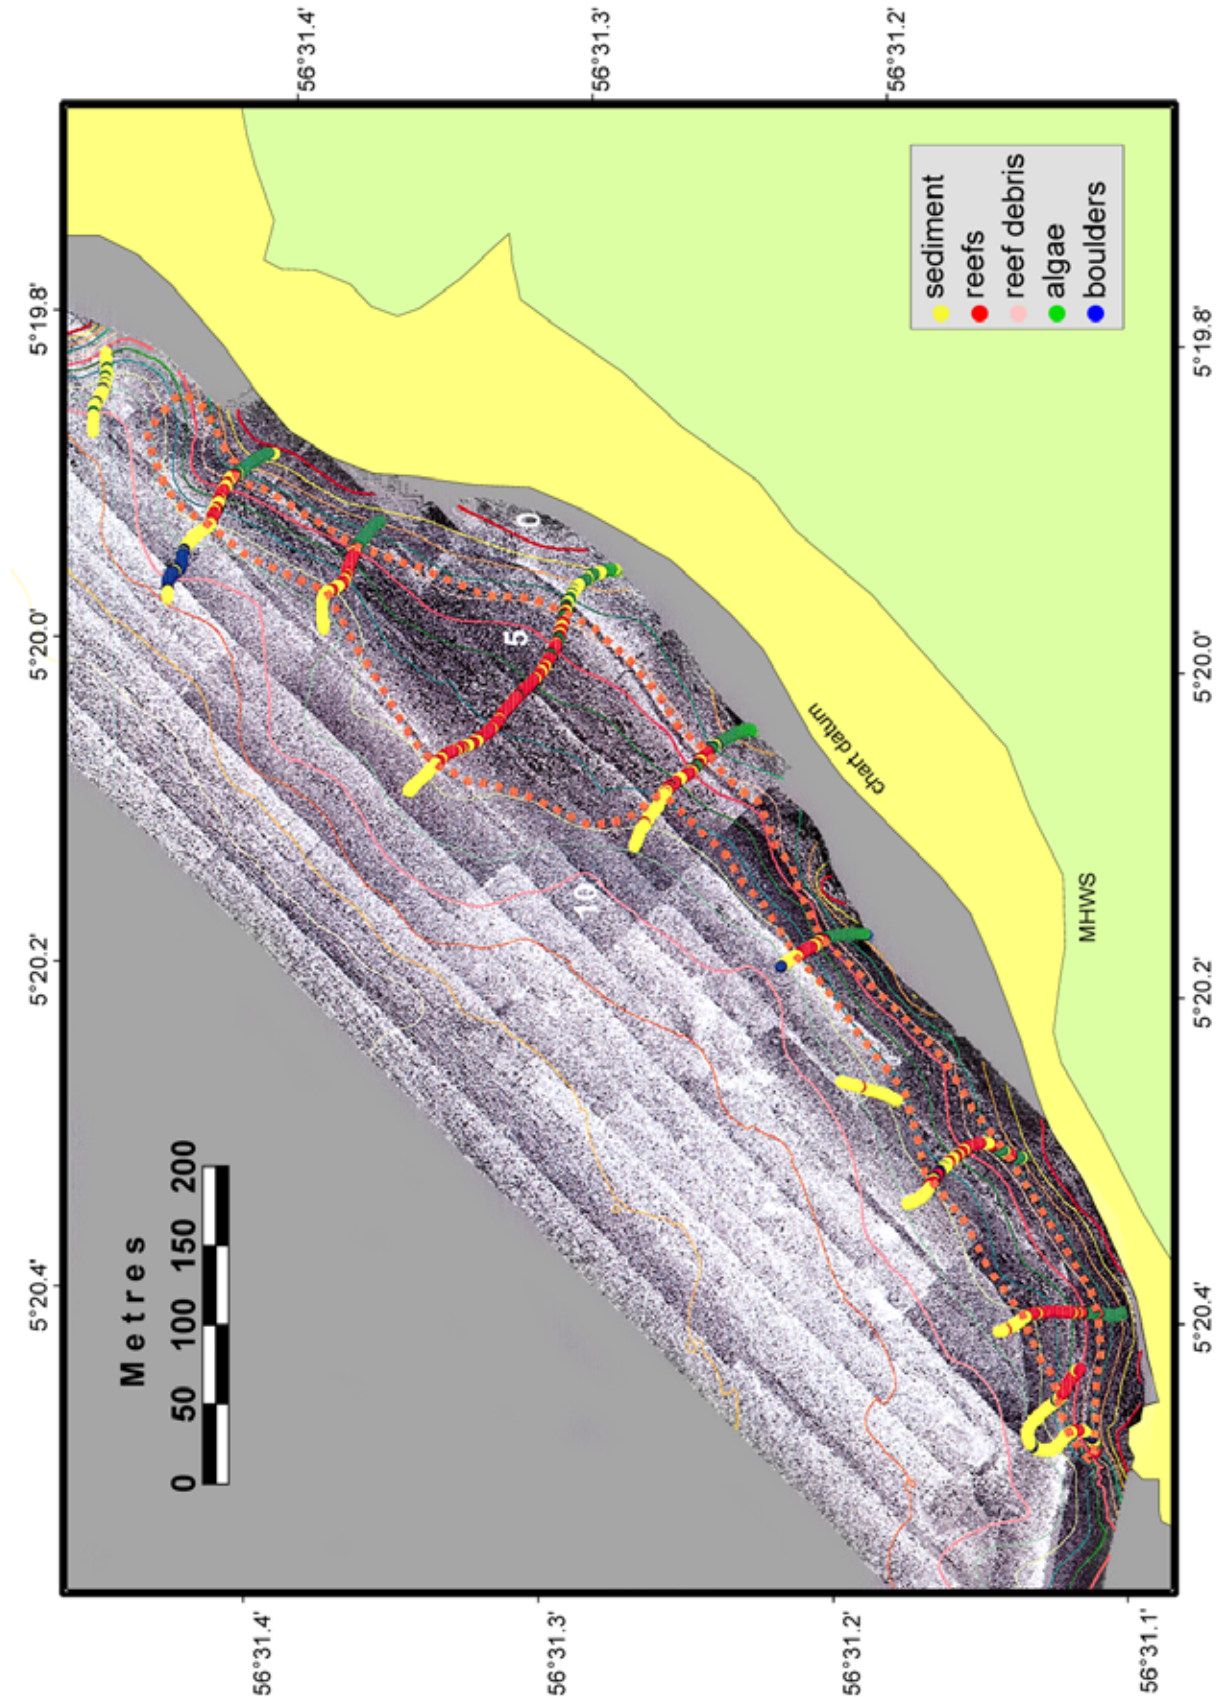 56°31.4'
56°31.3'
56°31.2'
5°19.8'
5°20.0'
5°20.2'
5°20.4'
5°19.8'
5°20.0'
5°20.2'
5°20.4'
56°31.4'
56°31.3'
56°31.2'
56°31.1'
Metres
0 50 100 150 200
sediment
reefs
reef debris
algae
boulders
0
5
10
chart datum
MHWS